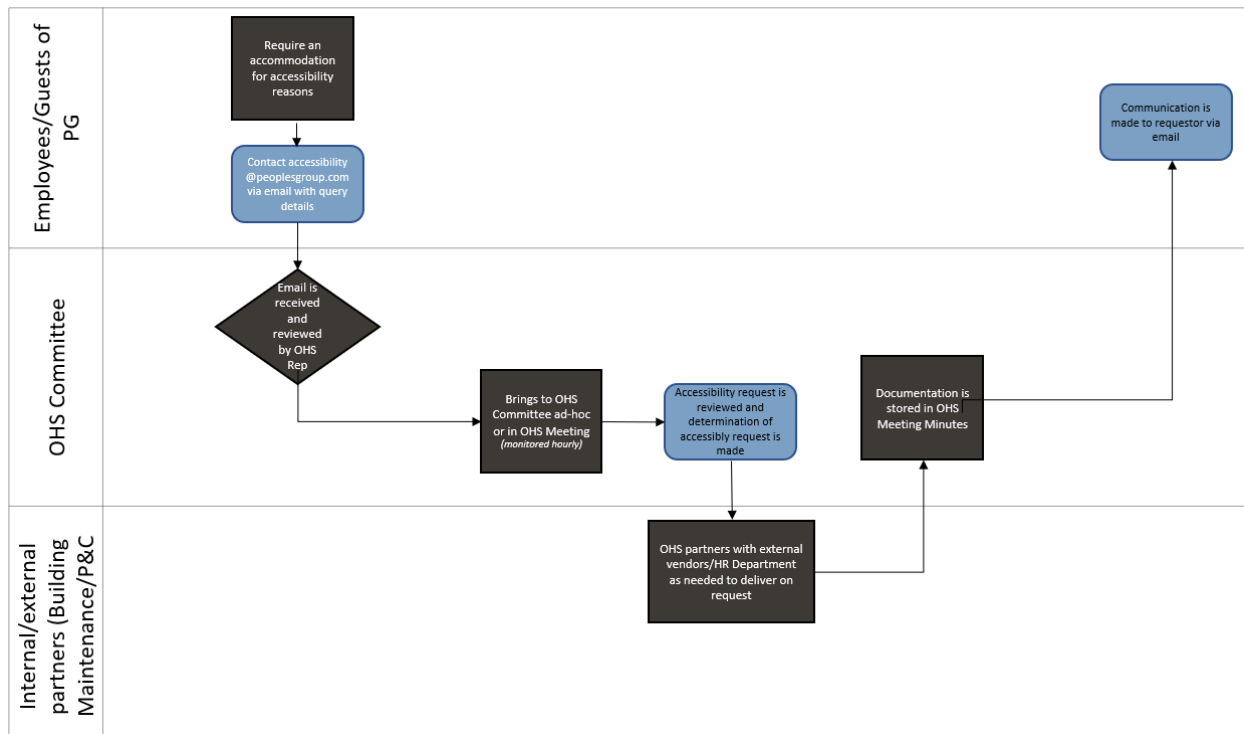 Employees/Guests of
PG
Require an
accommodation
for accessibility
reasons
Contact accessibility
@peoplesgroup.com
via email with query
details
Communication is
made to requestor via
email
OHS Committee
Email is
received
and
reviewed
by OHS
Rep
Brings to OHS
Committee ad-hoc
or in OHS Meeting
(monitored hourly)
Accessibility request is
reviewed and
determination of
accessibly request is
made
Documentation is
stored in OHS
Meeting Minutes
Internal/external
partners (Building
Maintenance/P&C
OHS partners with external
vendors/HR Department
as needed to deliver on
request